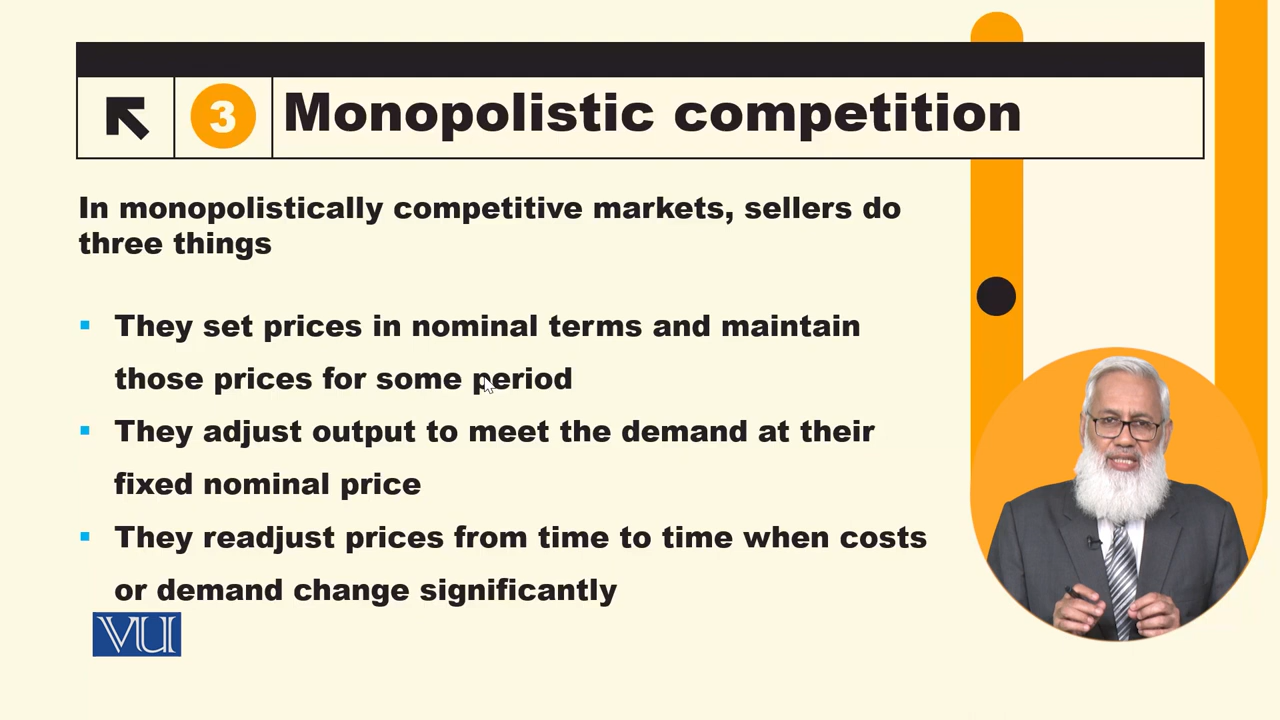 3 Monopolistic competition
In monopolistically competitive markets, sellers do
three things
They set prices in nominal terms and maintain
those prices for some period
They adjust output to meet the demand at their
fixed nominal price
They readjust prices from time to time when costs
or demand change significantly
VU